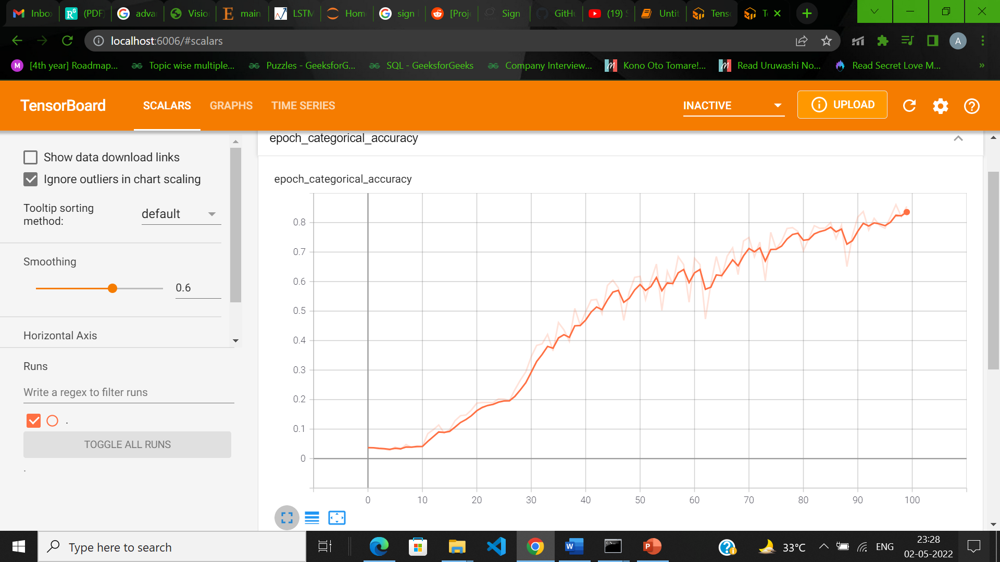 Inbo (PDF) adva Visio main LSTM Home sign [Proje Sign GitHu (19) S Untit Tenso Te
localhost:6006/#scalars A
M [4th year] Roadmap... Topic wise multiple... Puzzles - GeeksforG... SQL - GeeksforGeeks Company Interview... Kono Oto Tomare!... Read Uruwashi No... Read Secret Love M... »
TensorBoard SCALARS GRAPHS TIME SERIES INACTIVE UPLOAD
epoch_categorical_accuracy
Show data download links
Ignore outliers in chart scaling
Tooltip sorting method: default
Smoothing
0.6
Horizontal Axis
Runs
Write a regex to filter runs
.
TOGGLE ALL RUNS
.
epoch_categorical_accuracy
0.8
0.7
0.6
0.5
0.4
0.3
0.2
0.1
0
0 10 20 30 40 50 60 70 80 90 100
Type here to search
33°C ENG 23:28
02-05-2022